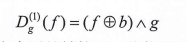 D_g^{(1)}(f) = (f ⊕ b) ∧ g